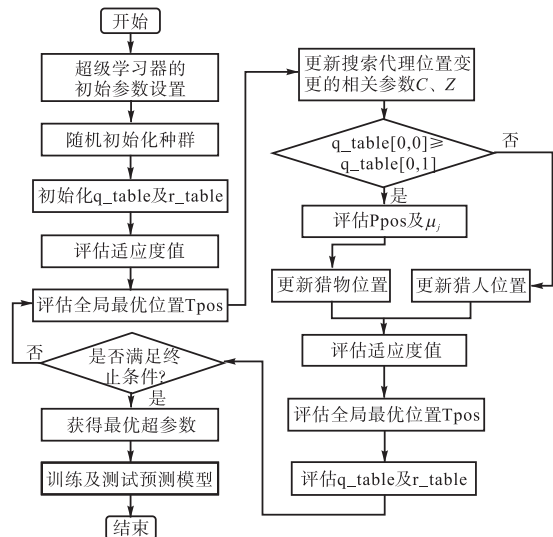 开始
超级学习器的
初始参数设置
随机初始化种群
初始化q_table及r_table
评估适应度值
评估全局最优位置Tpos
否
是否满足终
止条件?
是
获得最优超参数
训练及测试预测模型
结束
更新搜索代理位置变
更的相关参数C、Z
q_table[0,0]≥
q_table[0,1]
否
是
评估Ppos及μj
更新猎物位置
更新猎人位置
评估适应度值
评估全局最优位置Tpos
评估q_table及r_table